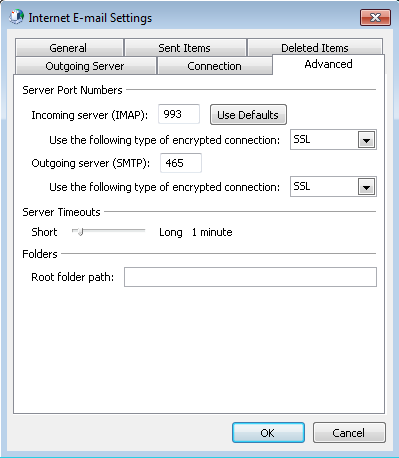 Internet E-mail Settings
General Sent Items Deleted Items
Outgoing Server Connection Advanced
Server Port Numbers
Incoming server (IMAP): 993 Use Defaults
Use the following type of encrypted connection: SSL
Outgoing server (SMTP): 465
Use the following type of encrypted connection: SSL
Server Timeouts
Short Long 1 minute
Folders
Root folder path:
OK Cancel